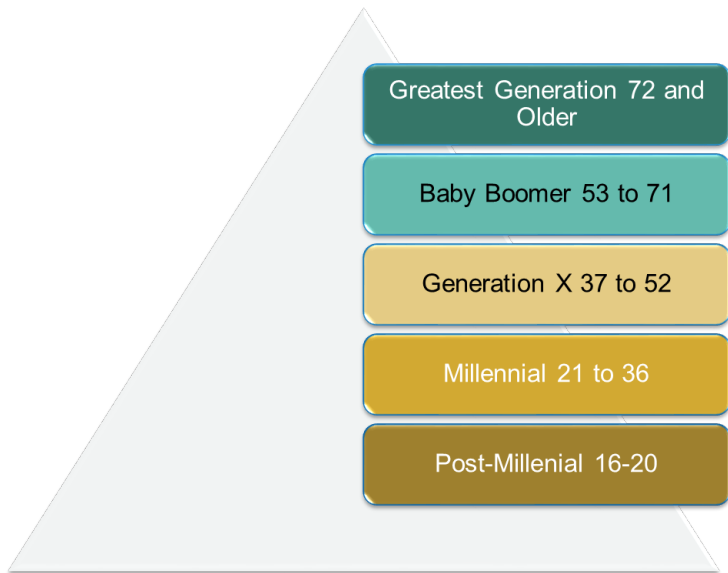 Greatest Generation 72 and
Older
Baby Boomer 53 to 71
Generation X 37 to 52
Millennial 21 to 36
Post-Millenial 16-20